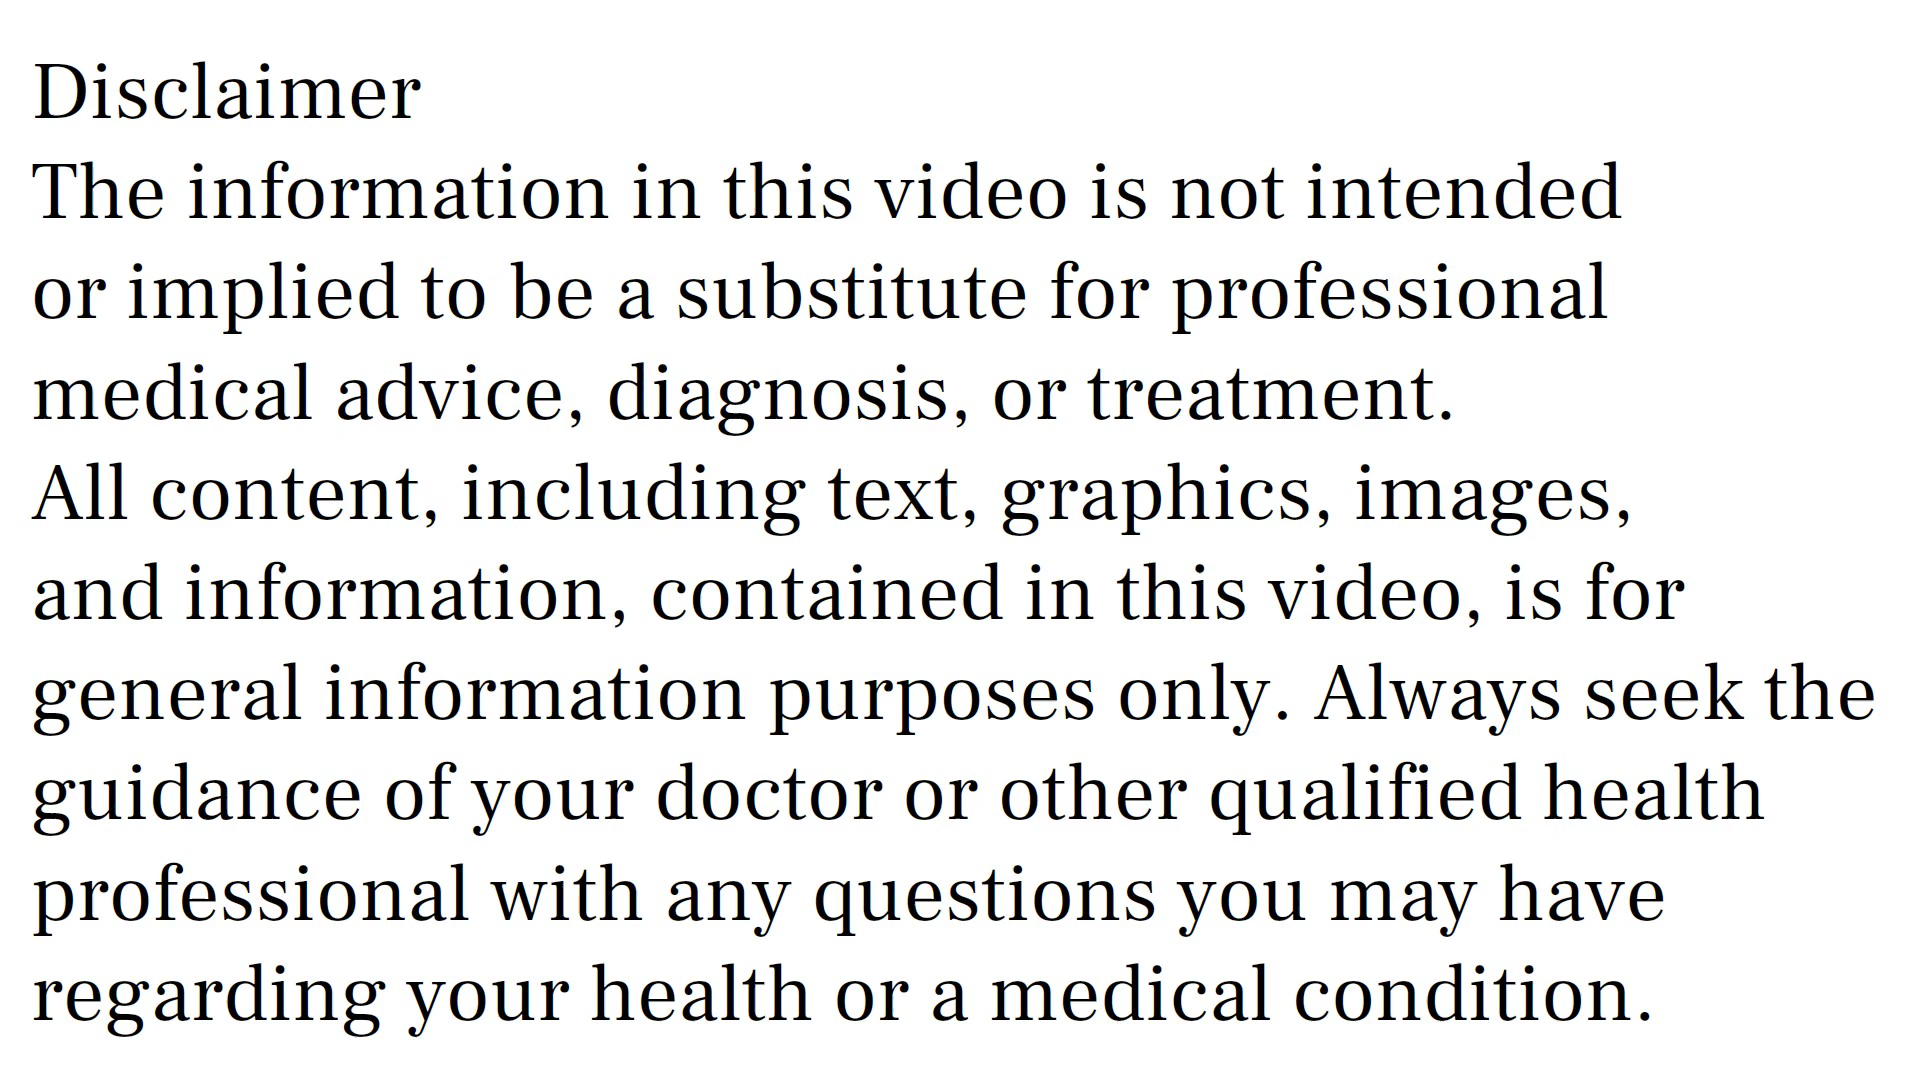 Disclaimer
The information in this video is not intended
or implied to be a substitute for professional
medical advice, diagnosis, or treatment.
All content, including text, graphics, images,
and information, contained in this video, is for
general information purposes only. Always seek the
guidance of your doctor or other qualified health
professional with any questions you may have
regarding your health or a medical condition.